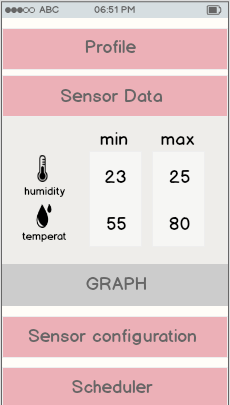 ABC 06:51 PM
Profile
Sensor Data
min max
humidity 23 25
temperat 55 80
GRAPH
Sensor configuration
Scheduler